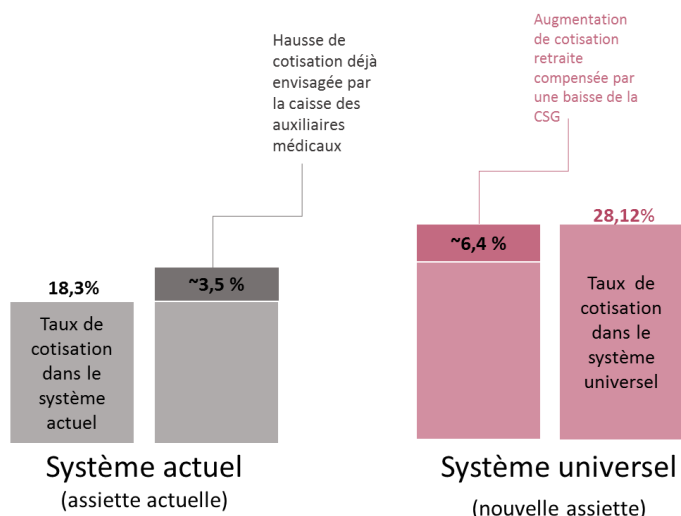 Hausse de
cotisation déjà
envisagée par
la caisse des
auxiliaires
médicaux
Augmentation
de cotisation
retraite
compensée par
une baisse de la
CSG
18,3%
~3,5 %
~6,4 %
28,12%
Taux de
cotisation
dans le
système
actuel
Taux de
cotisation
dans le
système
universel
Système actuel
(assiette actuelle)
Système universel
(nouvelle assiette)